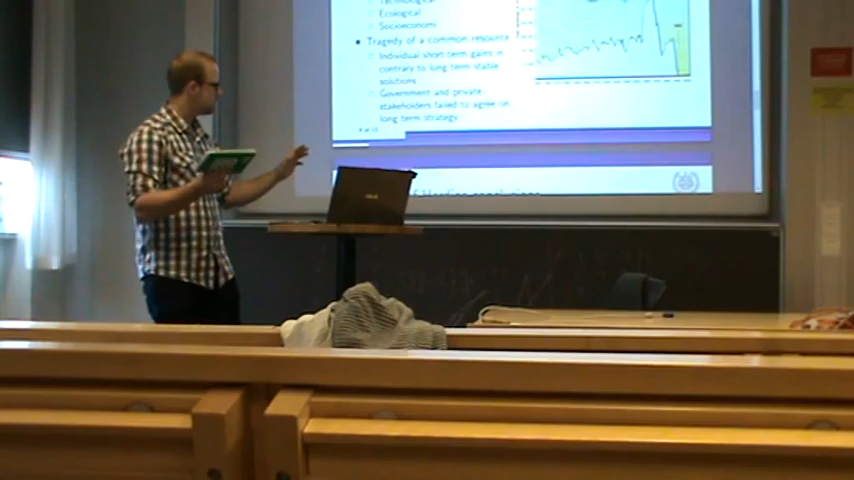 Technological
Ecological
Socioeconomi
Tragedy of a common resource
Individual short term gains in
contrary to long term stable
solutions
Government and private
stakeholders failed to agree on
long term strategy